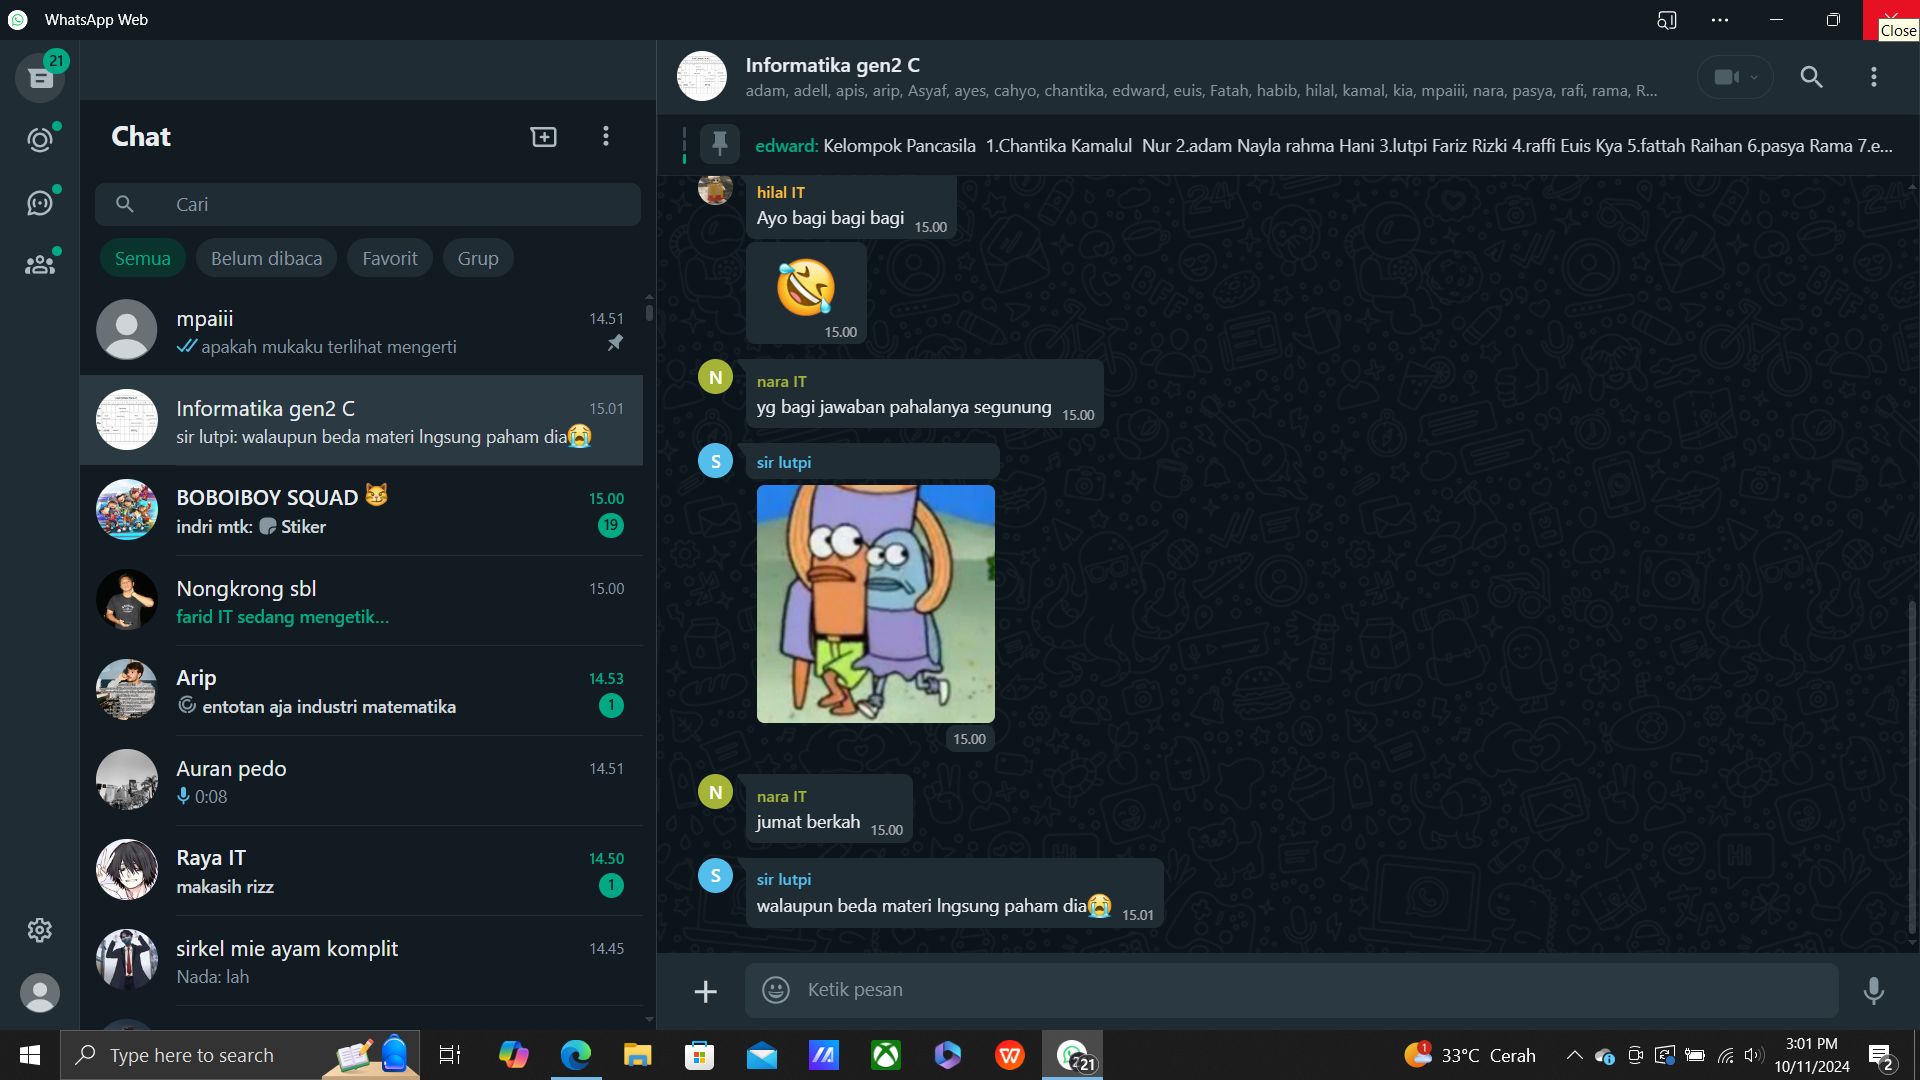 WhatsApp Web
Close
21
Chat
Cari
Semua
Belum dibaca
Favorit
Grup
mpaiii
14.51
apakah mukaku terlihat mengerti
Informatika gen2 C
15.01
sir lutpi: walaupun beda materi lngsung paham dia😭
BOBOIBOY SQUAD 😼
15.00
indri mtk: Stiker
19
Nongkrong sbl
15.00
farid IT sedang mengetik...
Arip
14.53
entotan aja industri matematika
1
Auran pedo
14.51
0:08
Raya IT
14.50
makasih rizz
1
sirkel mie ayam komplit
14.45
Nada: lah
Informatika gen2 C
adam, adell, apis, arip, Asyaf, ayes, cahyo, chantika, edward, euis, Fatah, habib, hilal, kamal, kia, mpaiii, nara, pasya, rafi, rama, R...
edward: Kelompok Pancasila 1.Chantika Kamalul Nur 2.adam Nayla rahma Hani 3.lutpi Fariz Rizki 4.raffi Euis Kya 5.fattah Raihan 6.pasya Rama 7.e...
hilal IT
Ayo bagi bagi bagi 15.00
🤣
15.00
N
nara IT
yg bagi jawaban pahalanya segunung 15.00
S
sir lutpi
15.00
N
nara IT
jumat berkah 15.00
S
sir lutpi
walaupun beda materi lngsung paham dia😭 15.01
Ketik pesan
Type here to search
21
1
33°C Cerah
3:01 PM
10/11/2024
2